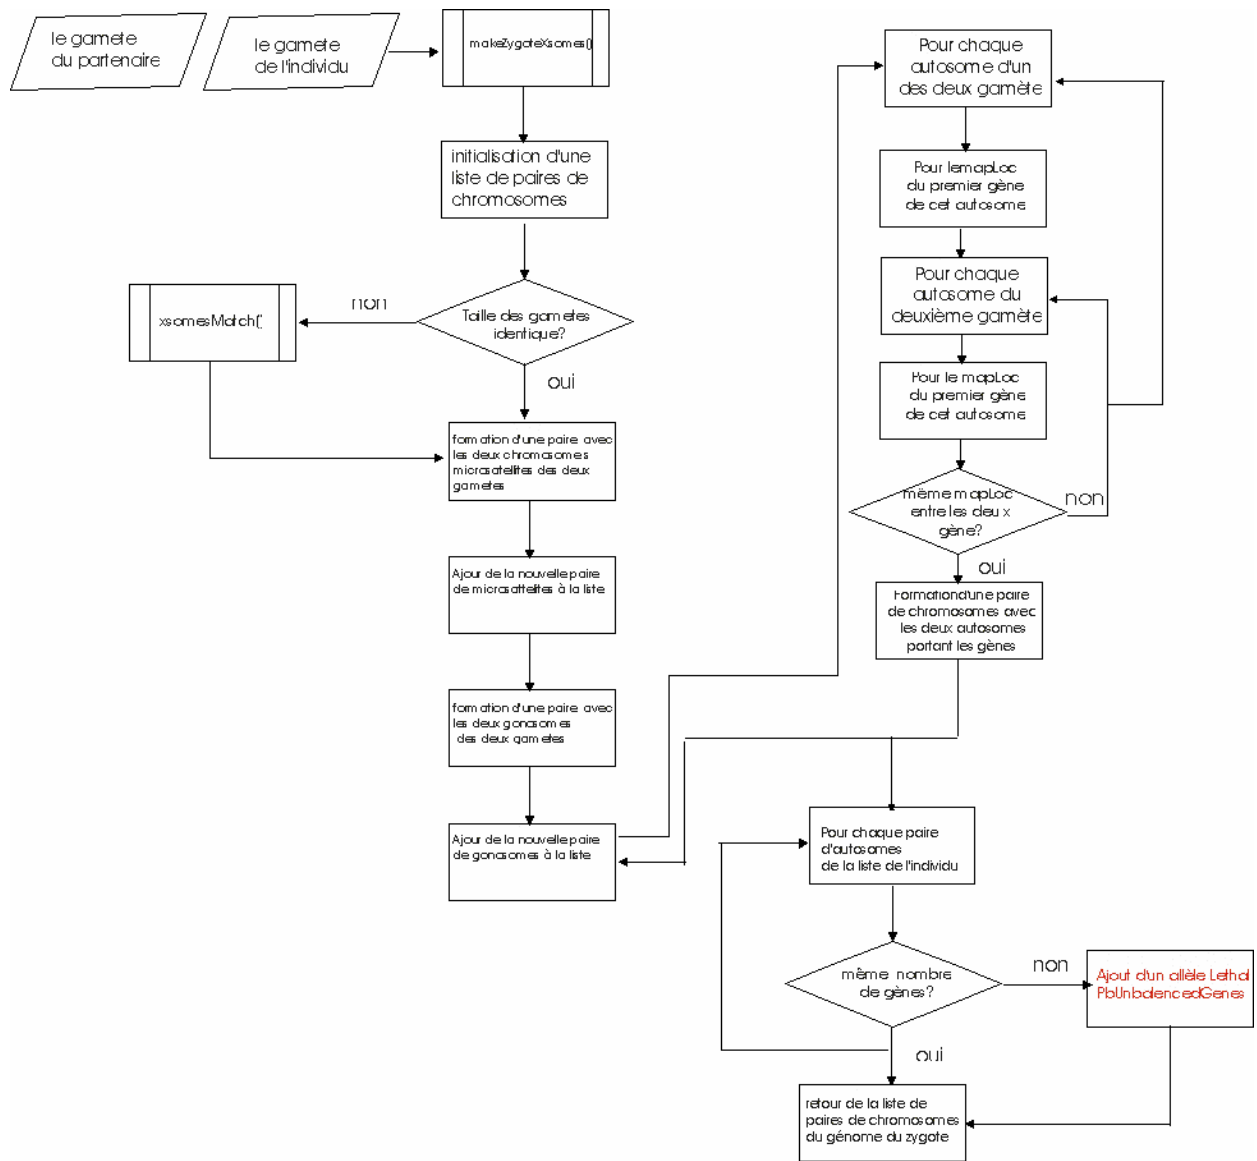 le gamete
du partenaire
le gamete
de l'individu
makeZygoteXsomes()
initialisation d'une
liste de paires de
chromosomes
Taille des gametes
identique?
non
oui
xsomesMatch()
formation d'une paire avec
les deux chromosomes
microsatellites des deux
gametes
Ajour de la nouvelle paire
de microsattelites à la liste
formation d'une paire avec
les deux gonosomes
des deux gametes
Ajour de la nouvelle paire
de gonosomes à la liste
Pour chaque
autosome d'un
des deux gamète
Pour lemapLoc
du premier gène
de cet autosome
Pour chaque
autosome du
deuxième gamète
Pour le mapLoc
du premier gène
de cet autosome
même mapLoc
entre les deux
gène?
non
oui
Formationd'une paire
de chromosomes avec
les deux autosomes
portant les gènes
Pour chaque paire
d'autosomes
de la liste de l'individu
même nombre
de gènes?
non
oui
Ajout d'un allèle Lethal
PbUnbalencedGenes
retour de la liste de
paires de chromosomes
du génome du zygote